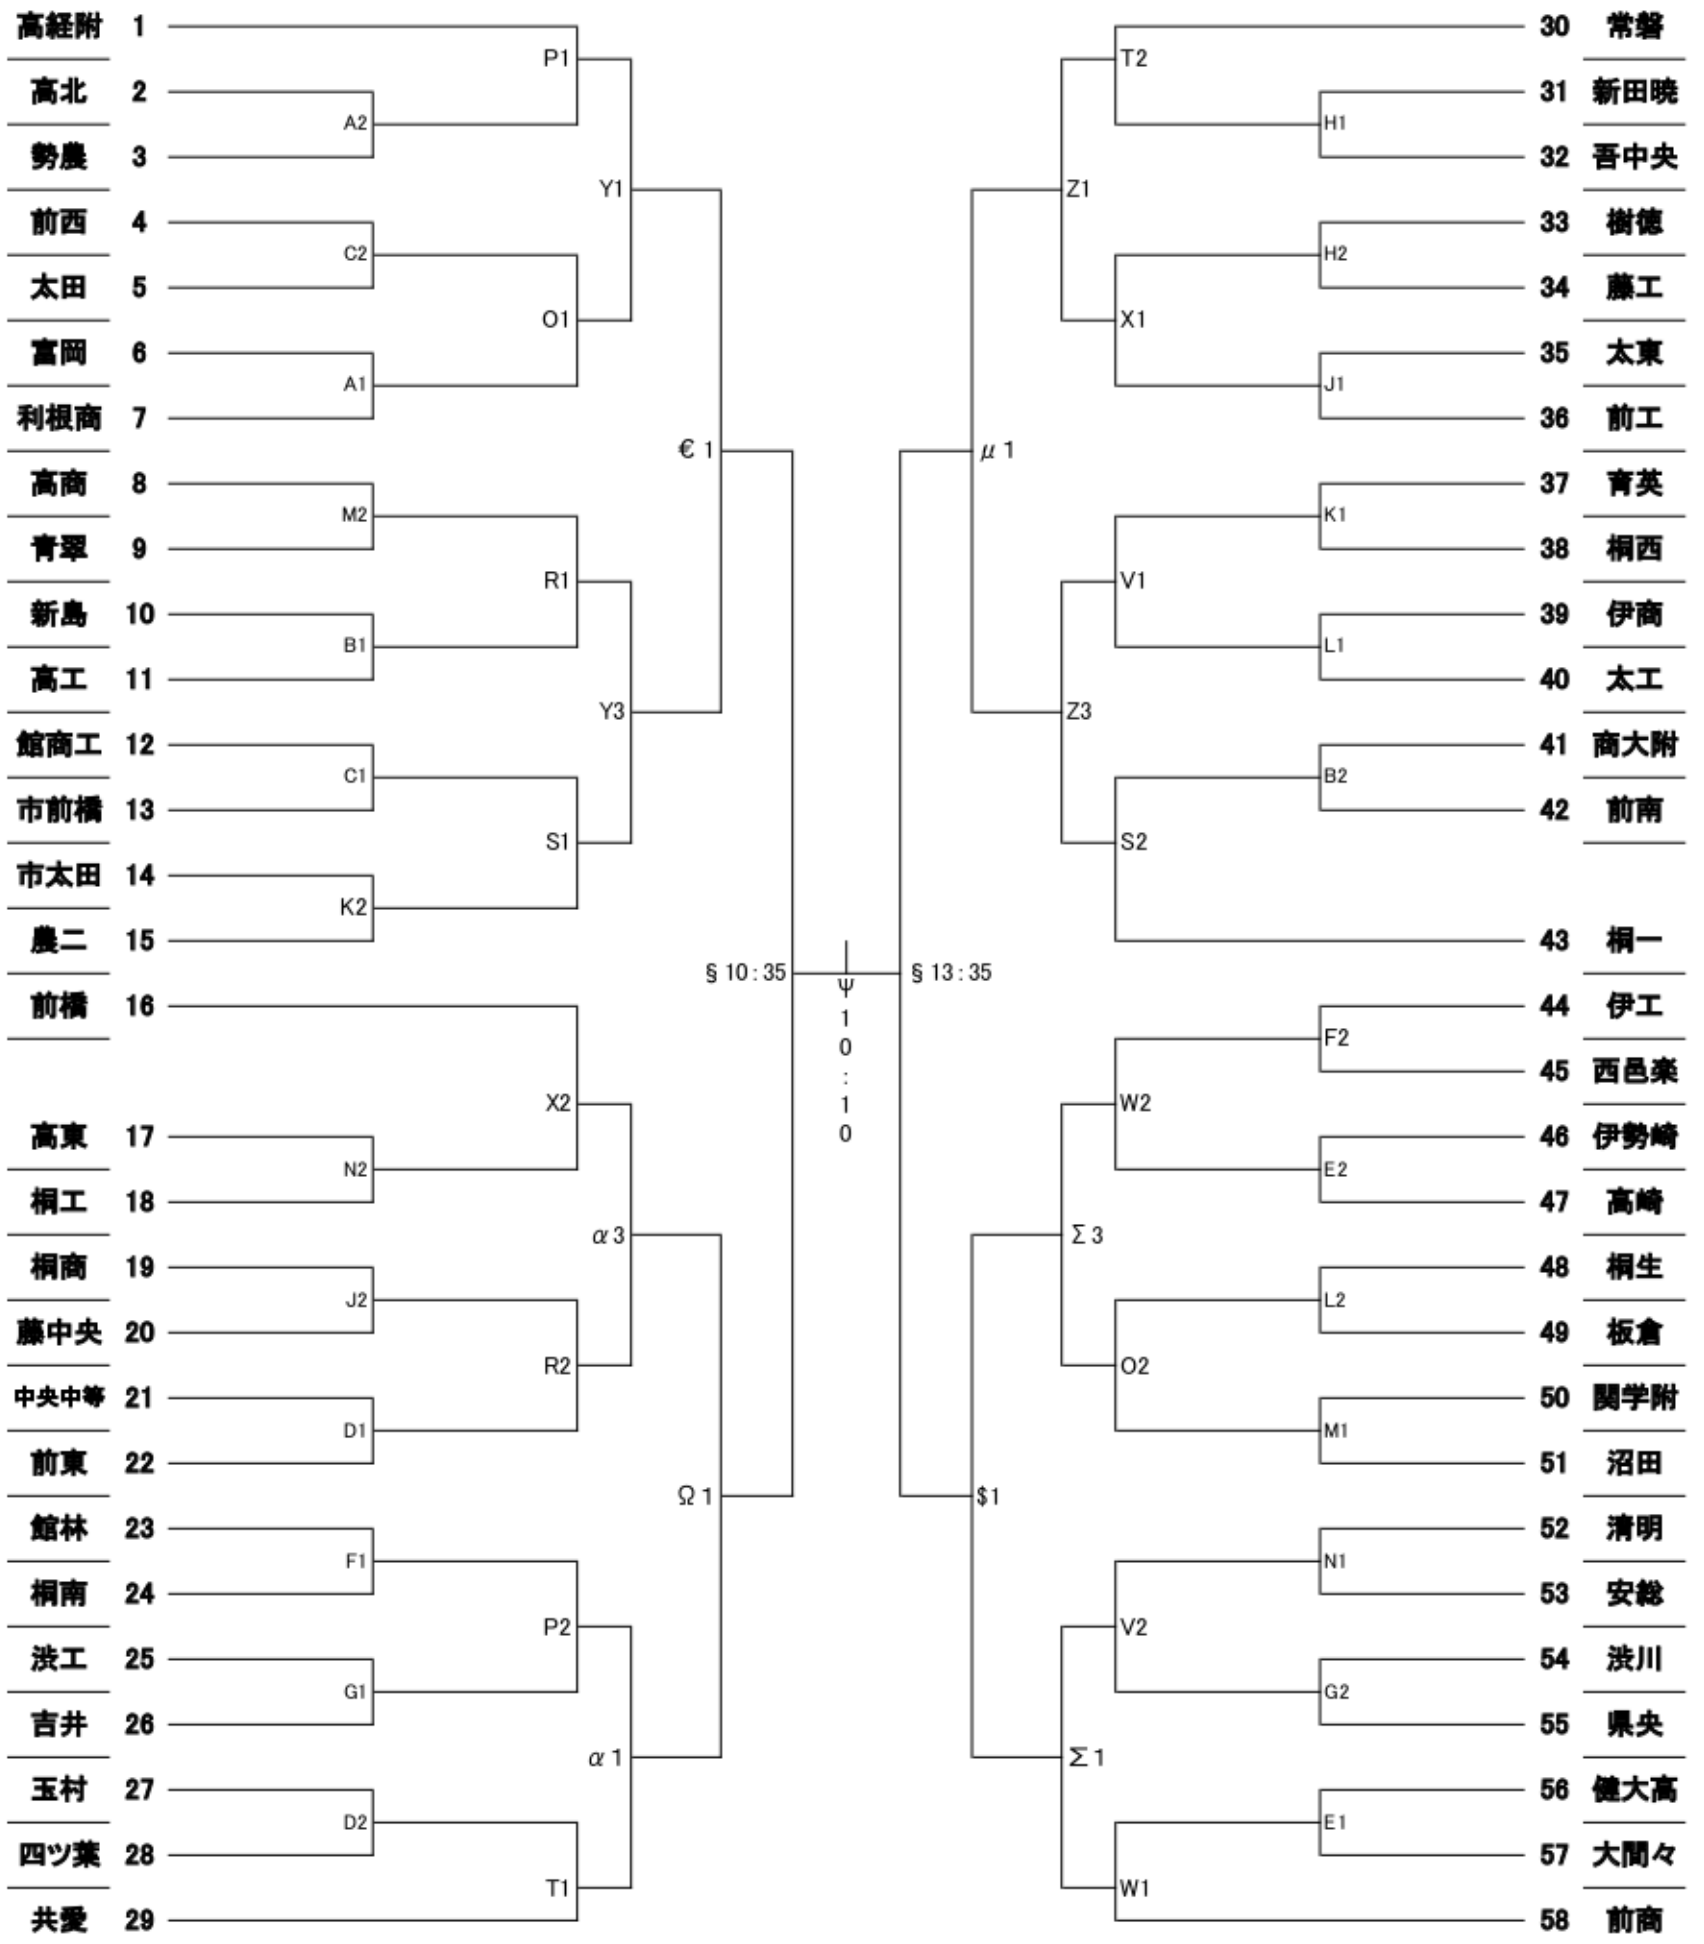 高経附 1
P1
高北 2
A2
勢農 3
Y1
前西 4
C2
太田 5
O1
富岡 6
A1
利根商 7
€1
高商 8
M2
青翠 9
R1
新島 10
B1
高工 11
Y3
館商工 12
C1
市前橋 13
S1
市太田 14
K2
農二 15
§10:35
前橋 16
X2
高東 17
N2
桐工 18
α3
桐商 19
J2
藤中央 20
R2
中央中等 21
D1
前東 22
Ω1
館林 23
F1
桐南 24
P2
渋工 25
G1
吉井 26
α1
玉村 27
D2
四ツ葉 28
T1
共愛 29
Ψ10:10
30 常磐
T2
31 新田暁
H1
32 吾中央
Z1
33 樹徳
H2
34 藤工
X1
35 太東
J1
36 前工
μ1
37 育英
K1
38 桐西
V1
39 伊商
L1
40 太工
Z3
41 商大附
B2
42 前南
S2
43 桐一
§13:35
44 伊工
F2
45 西邑楽
W2
46 伊勢崎
E2
47 高崎
Σ3
48 桐生
L2
49 板倉
O2
50 関学附
M1
51 沼田
$1
52 清明
N1
53 安総
V2
54 渋川
G2
55 県央
Σ1
56 健大高
E1
57 大間々
W1
58 前商